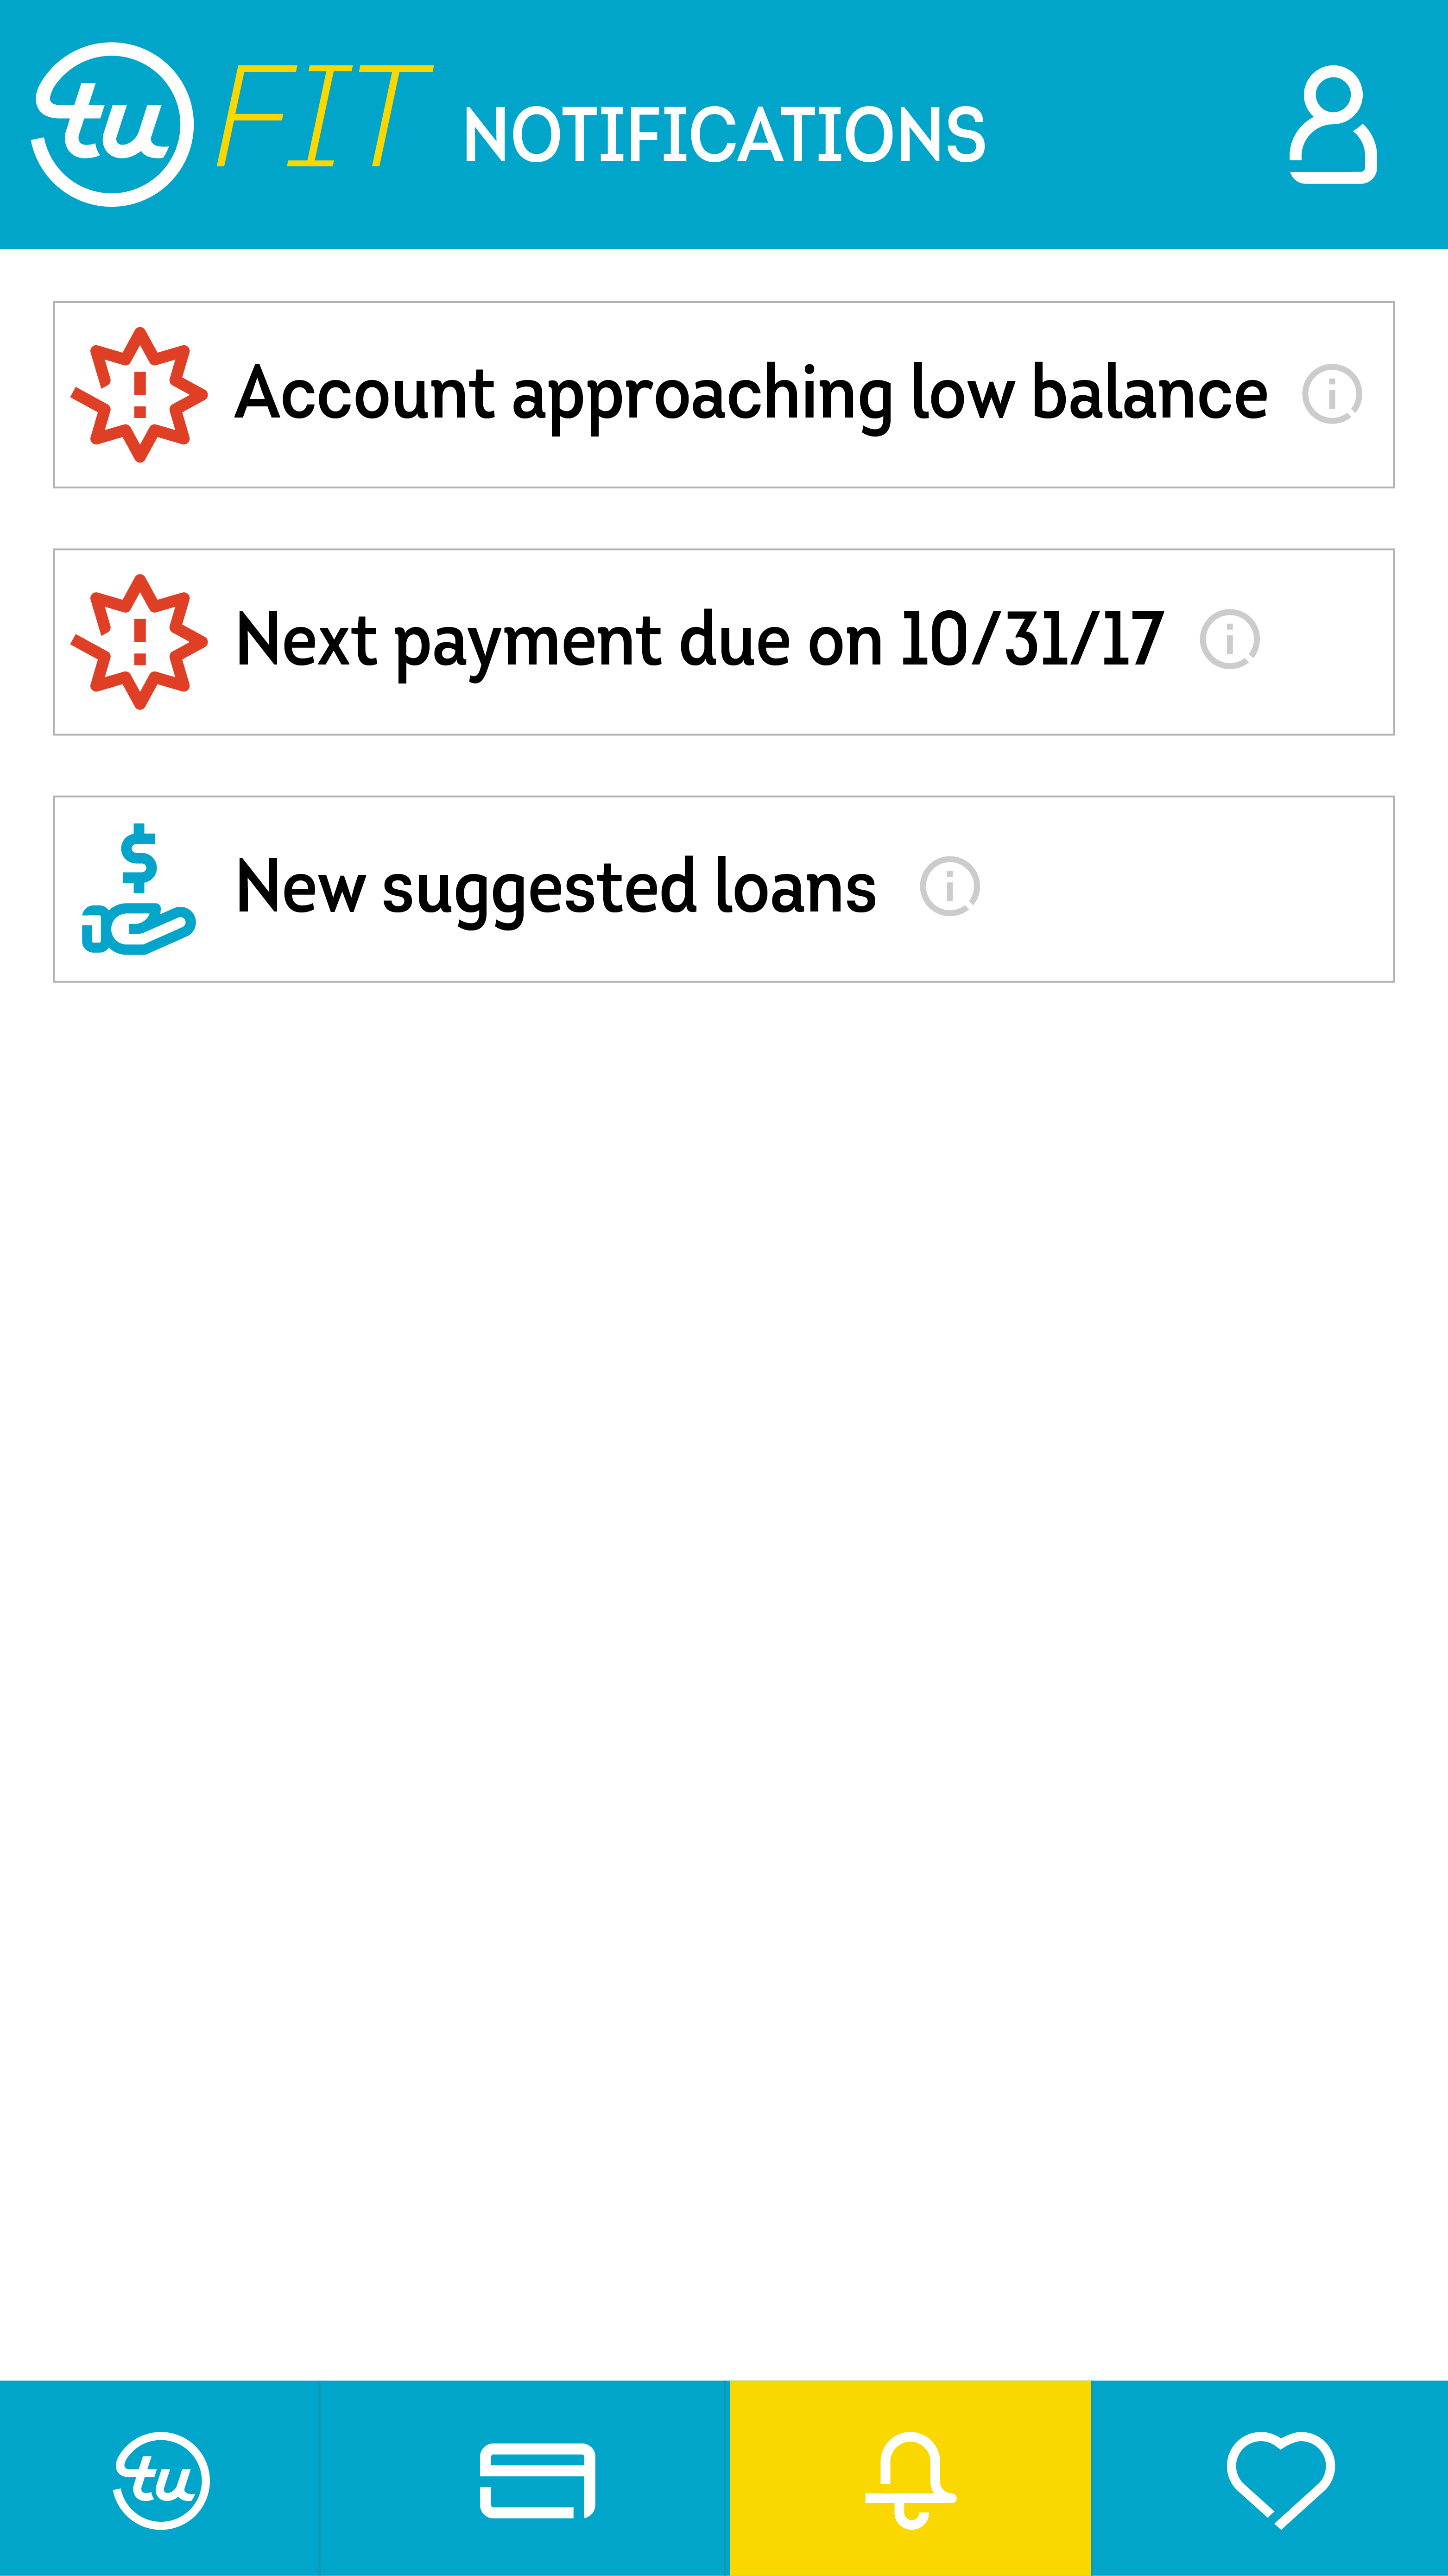 tu FIT NOTIFICATIONS
Account approaching low balance
Next payment due on 10/31/17
New suggested loans
tu